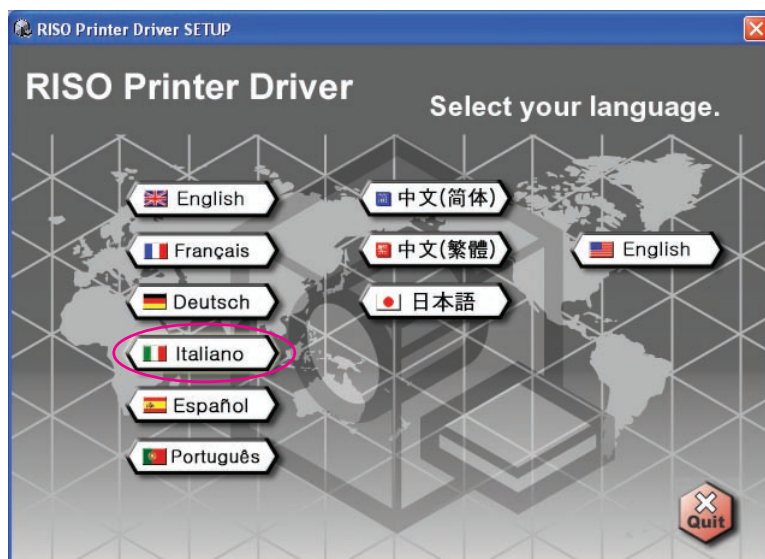 RISO Printer Driver SETUP
RISO Printer Driver
Select your language.
English
Français
Deutsch
Italiano
Español
Português
中文(简体)
中文(繁體)
日本語
English
Quit